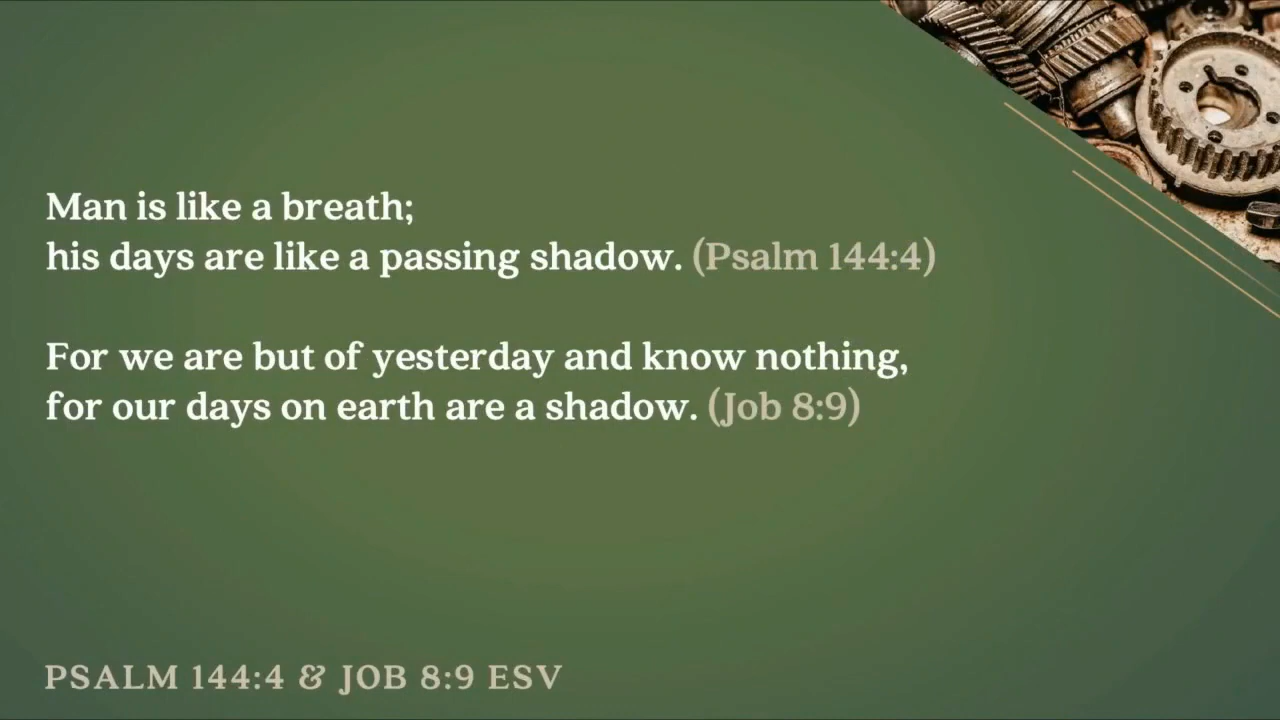 Man is like a breath;
his days are like a passing shadow. (Psalm 144:4)
For we are but of yesterday and know nothing,
for our days on earth are a shadow. (Job 8:9)
PSALM 144:4 & JOB 8:9 ESV